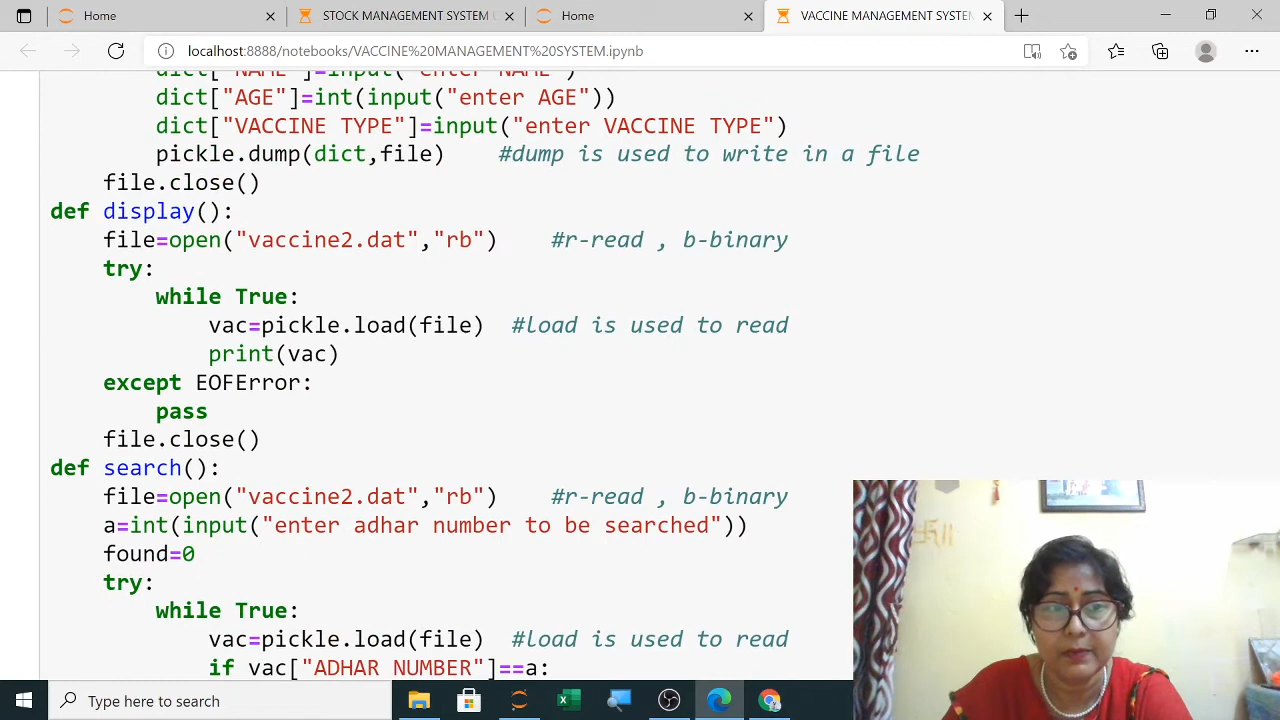 Home
STOCK MANAGEMENT SYSTEM
Home
VACCINE MANAGEMENT SYSTEM
localhost:8888/notebooks/VACCINE%20MANAGEMENT%20SYSTEM.ipynb
dict["NAME"]=input("enter NAME")
dict["AGE"]=int(input("enter AGE"))
dict["VACCINE TYPE"]=input("enter VACCINE TYPE")
pickle.dump(dict,file) #dump is used to write in a file
file.close()
def display():
file=open("vaccine2.dat","rb") #r-read , b-binary
try:
while True:
vac=pickle.load(file) #load is used to read
print(vac)
except EOFError:
pass
file.close()
def search():
file=open("vaccine2.dat","rb") #r-read , b-binary
a=int(input("enter adhar number to be searched"))
found=0
try:
while True:
vac=pickle.load(file) #load is used to read
if vac["ADHAR NUMBER"]==a:
Type here to search